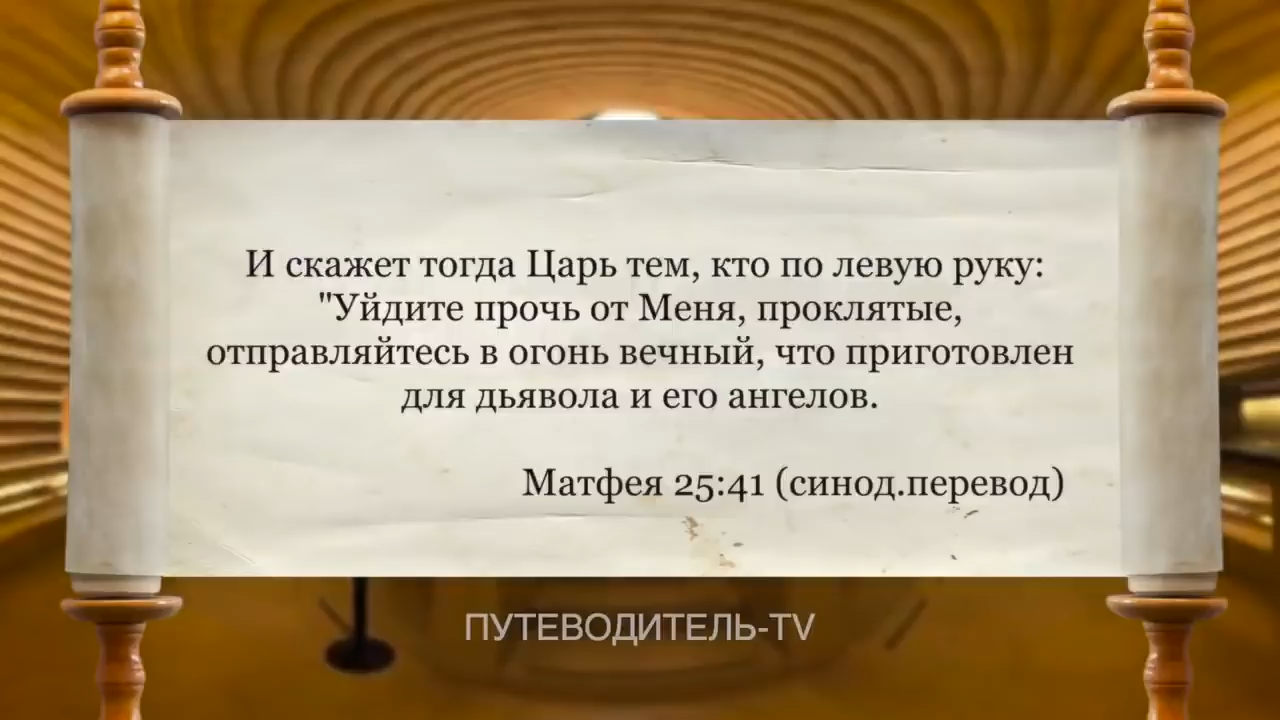 И скажет тогда Царь тем, кто по левую руку:
"Уйдите прочь от Меня, проклятые,
отправляйтесь в огонь вечный, что приготовлен
для дьявола и его ангелов.
Матфея 25:41 (синод.перевод)
ПУТЕВОДИТЕЛЬ-TV